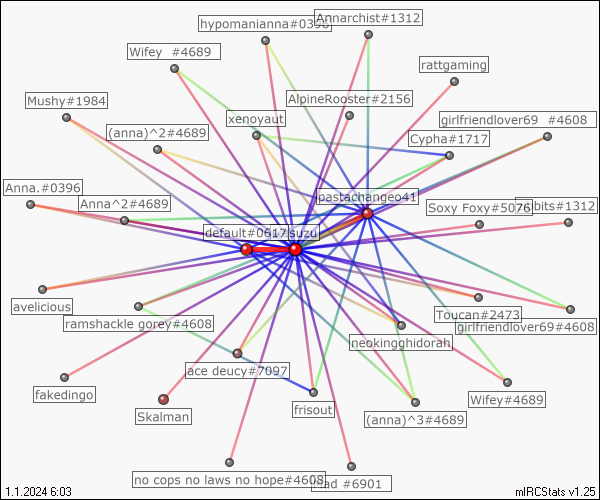 Annarchist#1312
hypomanianna#0396
Wifey #4689
rattgaming
Mushy#1984
AlpineRooster#2156
xenoyaut
girlfriendlover69 #4608
(anna)^2#4689
Cypha#1717
Anna.#0396
pastachangeo41
Anna^2#4689
Soxy Foxy#5076
bits#1312
default#0617
suzu
avelicious
ramshackle gorey#4608
Toucan#2473
girlfriendlover69#4608
neokingghidorah
ace deucy#7097
fakedingo
Skalman
frisout
Wifey#4689
(anna)^3#4689
no cops no laws no hope#4608
ad #6901
1.1.2024 6:03
mIRCStats v1.25